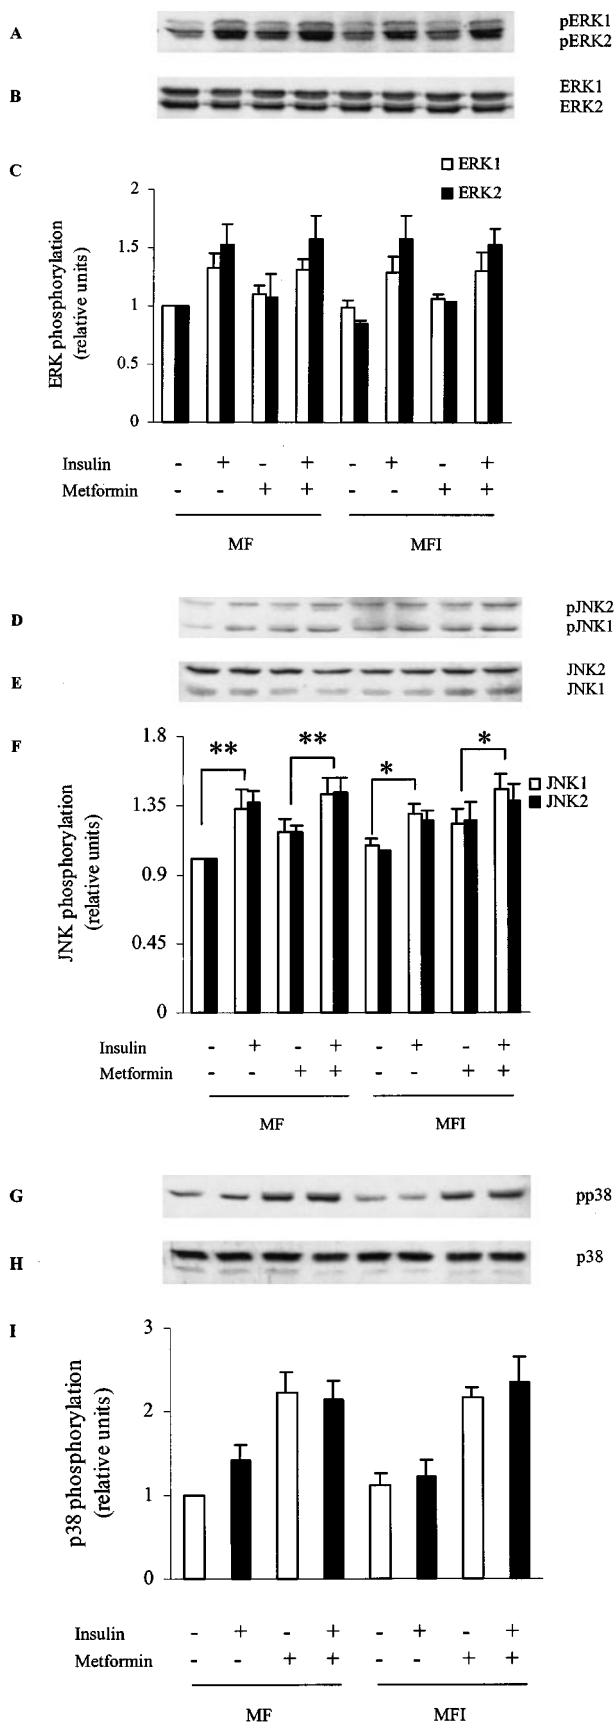 A
pERK1
pERK2
B
ERK1
ERK2
C
ERK1
ERK2
ERK phosphorylation
(relative units)
2
1.5
1
0.5
0
Insulin - + - + - + - +
Metformin - - + + - - + +
MF MFI
D
pJNK2
pJNK1
E
JNK2
JNK1
F
JNK phosphorylation
(relative units)
1.8
1.35
0.9
0.45
0
** ** * *
JNK1
JNK2
Insulin - + - + - + - +
Metformin - - + + - - + +
MF MFI
G
pp38
H
p38
I
p38 phosphorylation
(relative units)
3
2
1
0
Insulin - + - + - + - +
Metformin - - + + - - + +
MF MFI